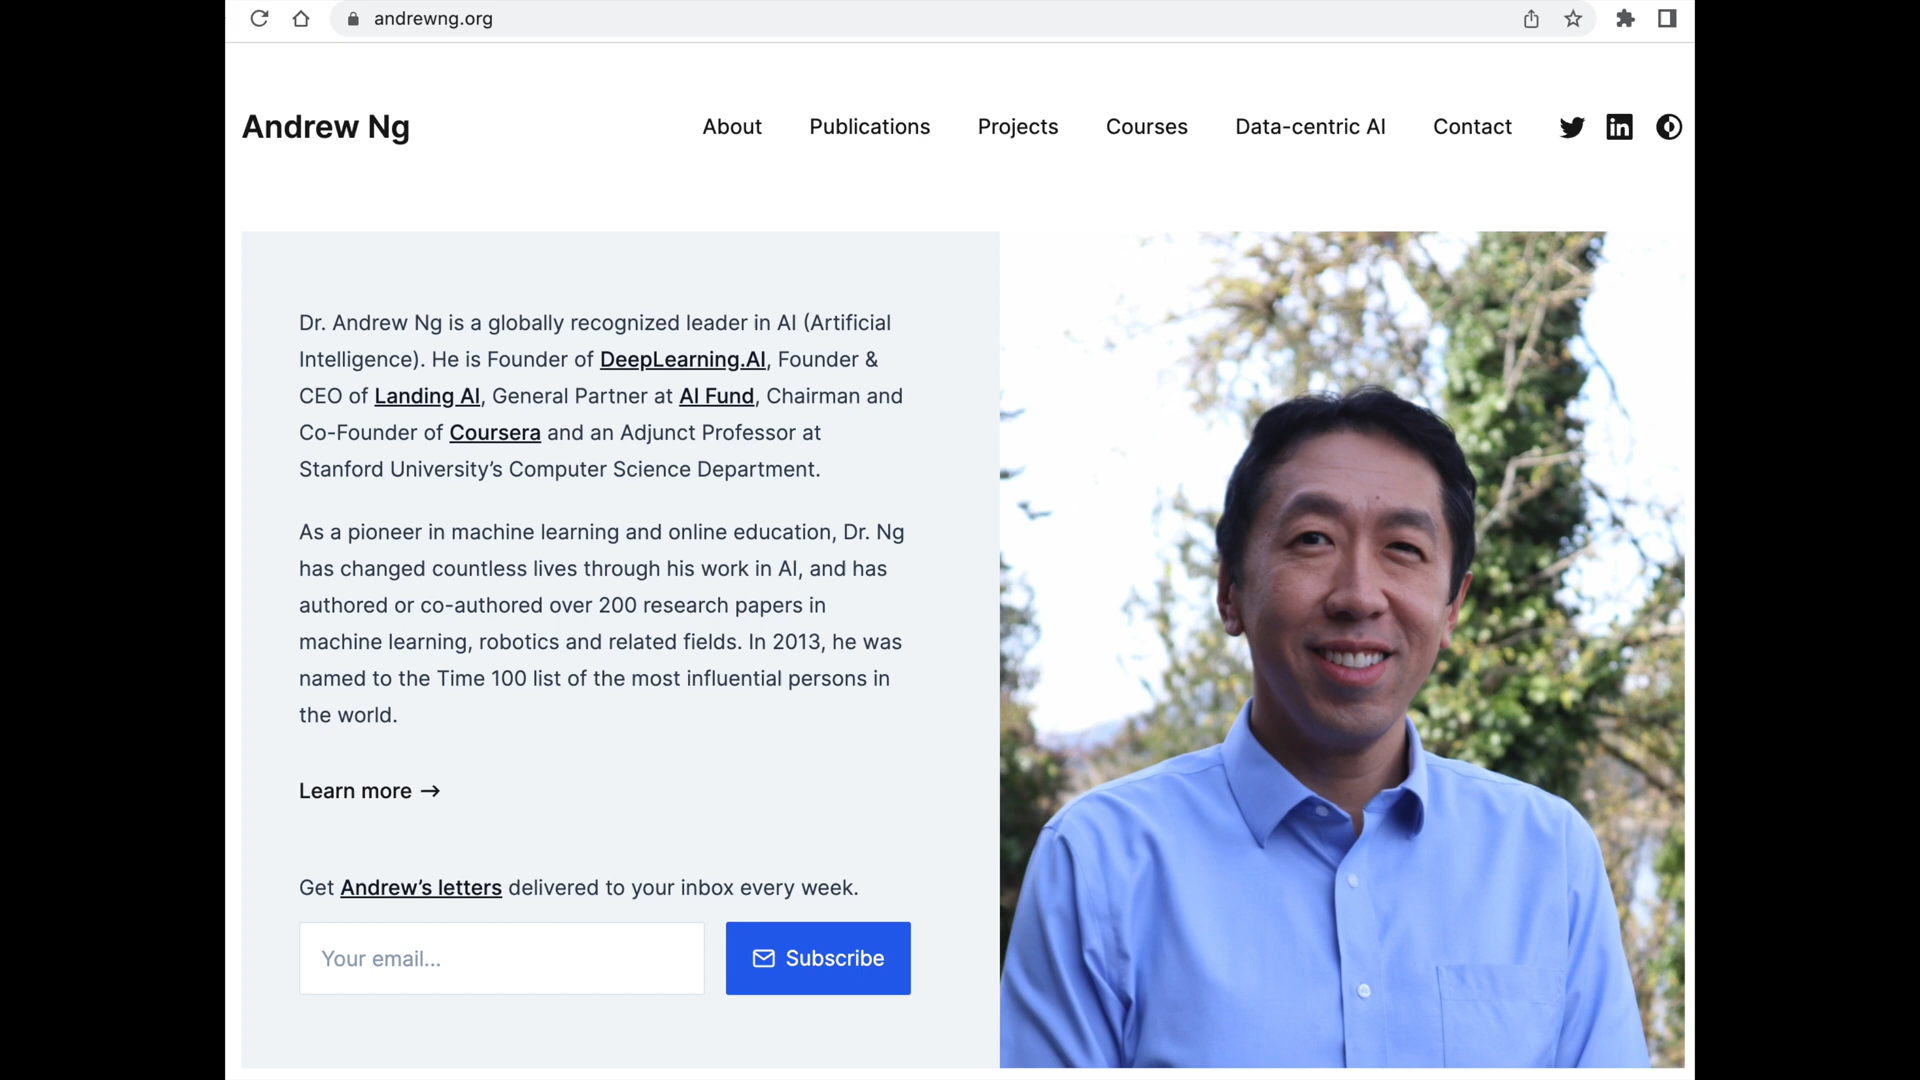 andrewng.org
Andrew Ng
About
Publications
Projects
Courses
Data-centric AI
Contact
Dr. Andrew Ng is a globally recognized leader in AI (Artificial
Intelligence). He is Founder of DeepLearning.AI, Founder &
CEO of Landing AI, General Partner at AI Fund, Chairman and
Co-Founder of Coursera and an Adjunct Professor at
Stanford University’s Computer Science Department.
As a pioneer in machine learning and online education, Dr. Ng
has changed countless lives through his work in AI, and has
authored or co-authored over 200 research papers in
machine learning, robotics and related fields. In 2013, he was
named to the Time 100 list of the most influential persons in
the world.
Learn more →
Get Andrew’s letters delivered to your inbox every week.
Your email...
Subscribe